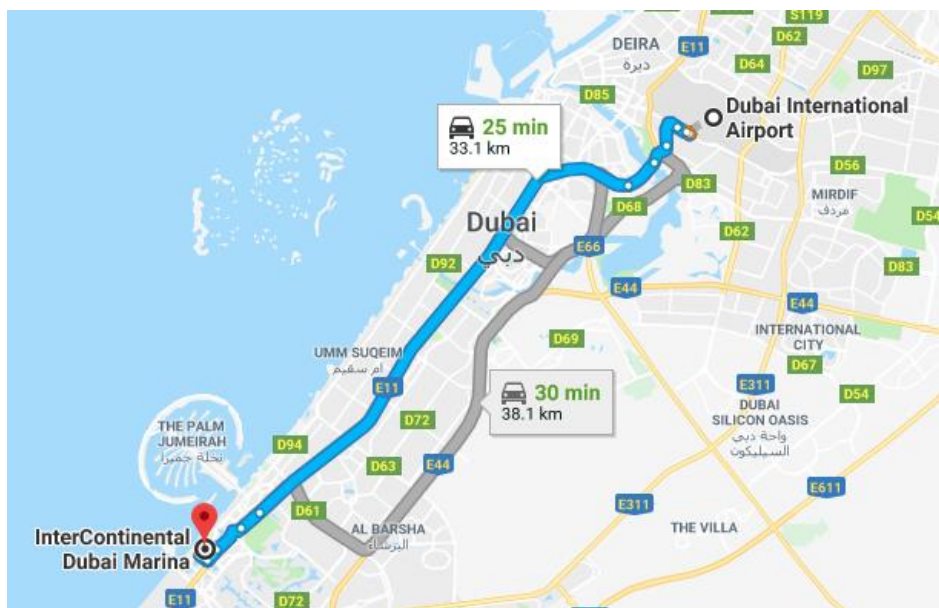 S119
D62
DEIRA
ديرة
E11
D64
D97
D85
Dubai International
Airport
25 min
33.1 km
D56
D83
MIRDIF
مردف
D68
D54
Dubai
دبي
D62
E66
D92
D83
E44
E44
INTERNATIONAL
CITY
D69
UMM SUQEIM
ام سقيم
D67
E11
E311
D54
30 min
38.1 km
DUBAI
SILICON OASIS
واحة دبي
السيليكون
THE PALM
JUMEIRAH
نخلة جميرا
D72
D94
D63
E44
E611
E311
D61
THE VILLA
AL BARSHA
البرشاء
InterContinental
Dubai Marina
E11
D72